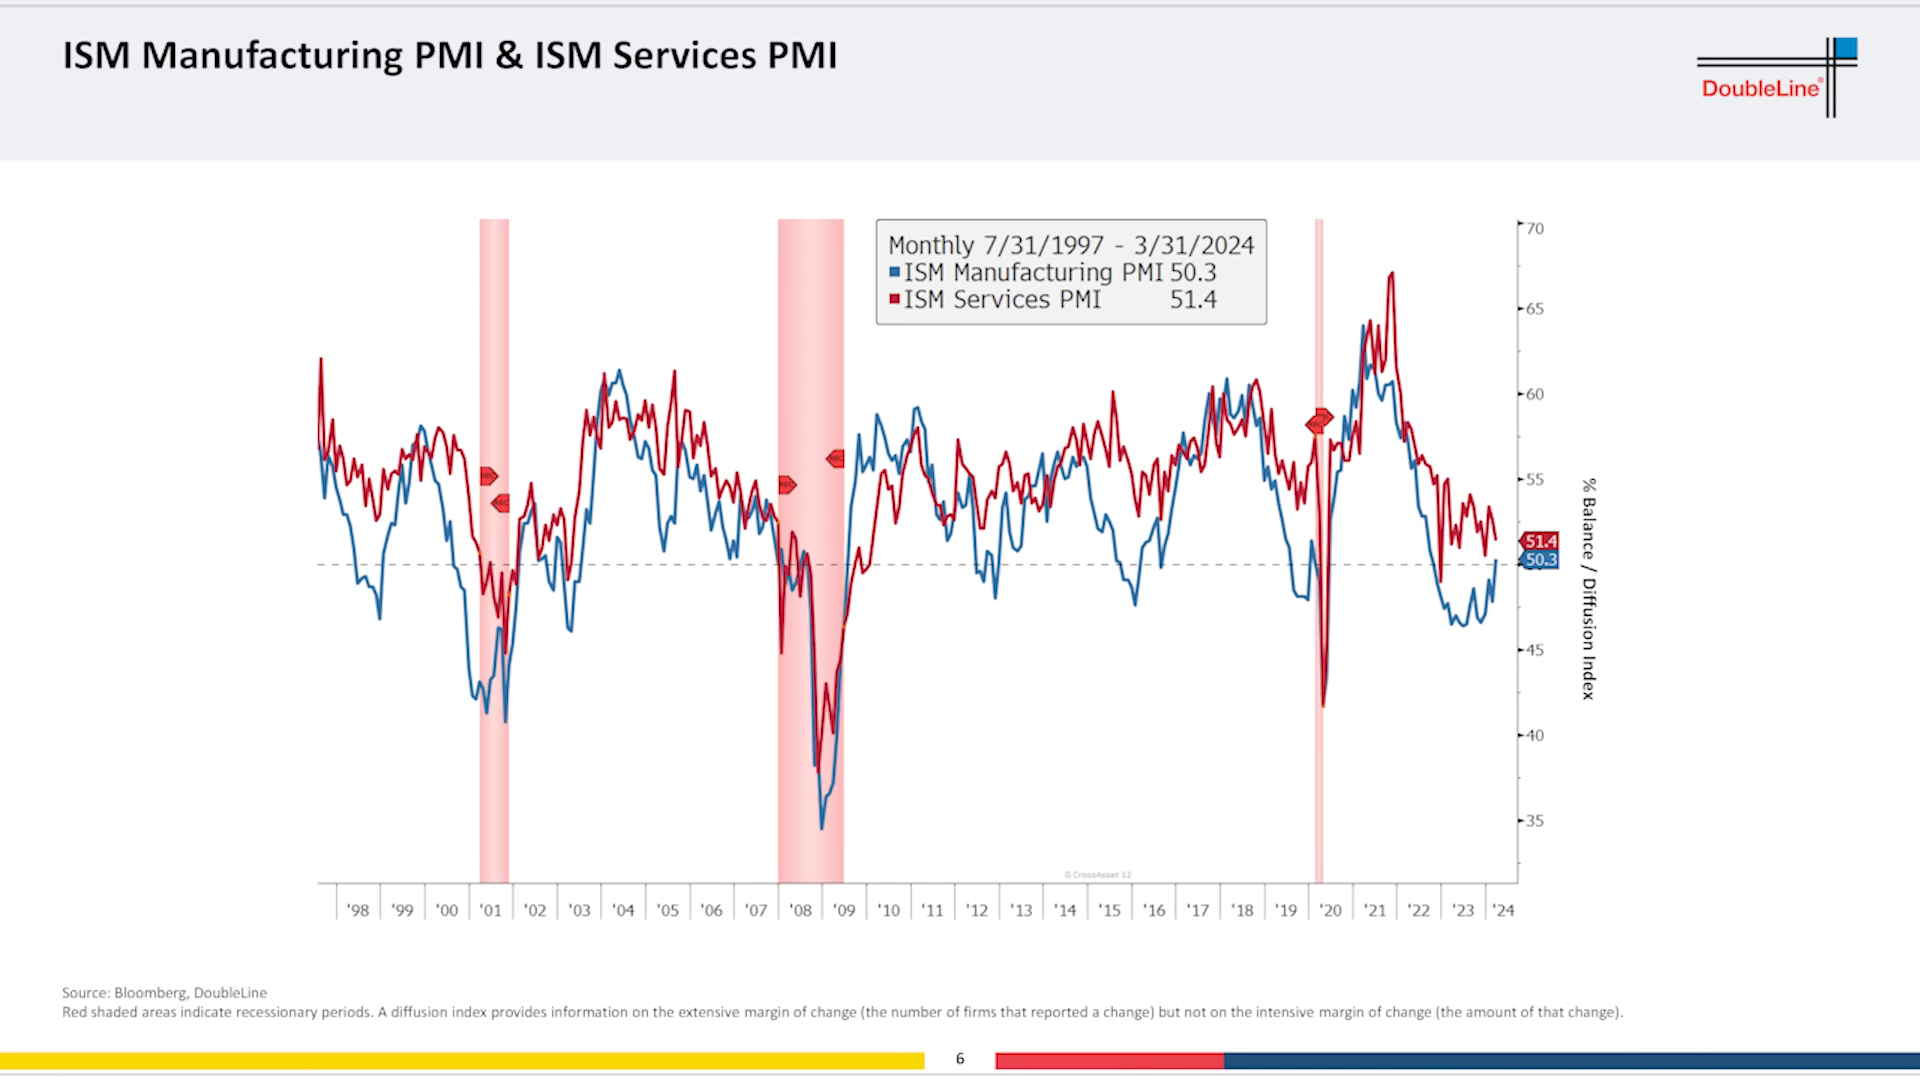 ISM Manufacturing PMI & ISM Services PMI
DoubleLine®
Monthly 7/31/1997 - 3/31/2024
ISM Manufacturing PMI 50.3
ISM Services PMI 51.4
70
65
60
55
51.4
50.3
45
40
35
% Balance / Diffusion Index
© CrossAsset 12
'98 '99 '00 '01 '02 '03 '04 '05 '06 '07 '08 '09 '10 '11 '12 '13 '14 '15 '16 '17 '18 '19 '20 '21 '22 '23 '24
Source: Bloomberg, DoubleLine
Red shaded areas indicate recessionary periods. A diffusion index provides information on the extensive margin of change (the number of firms that reported a change) but not on the intensive margin of change (the amount of that change).
6